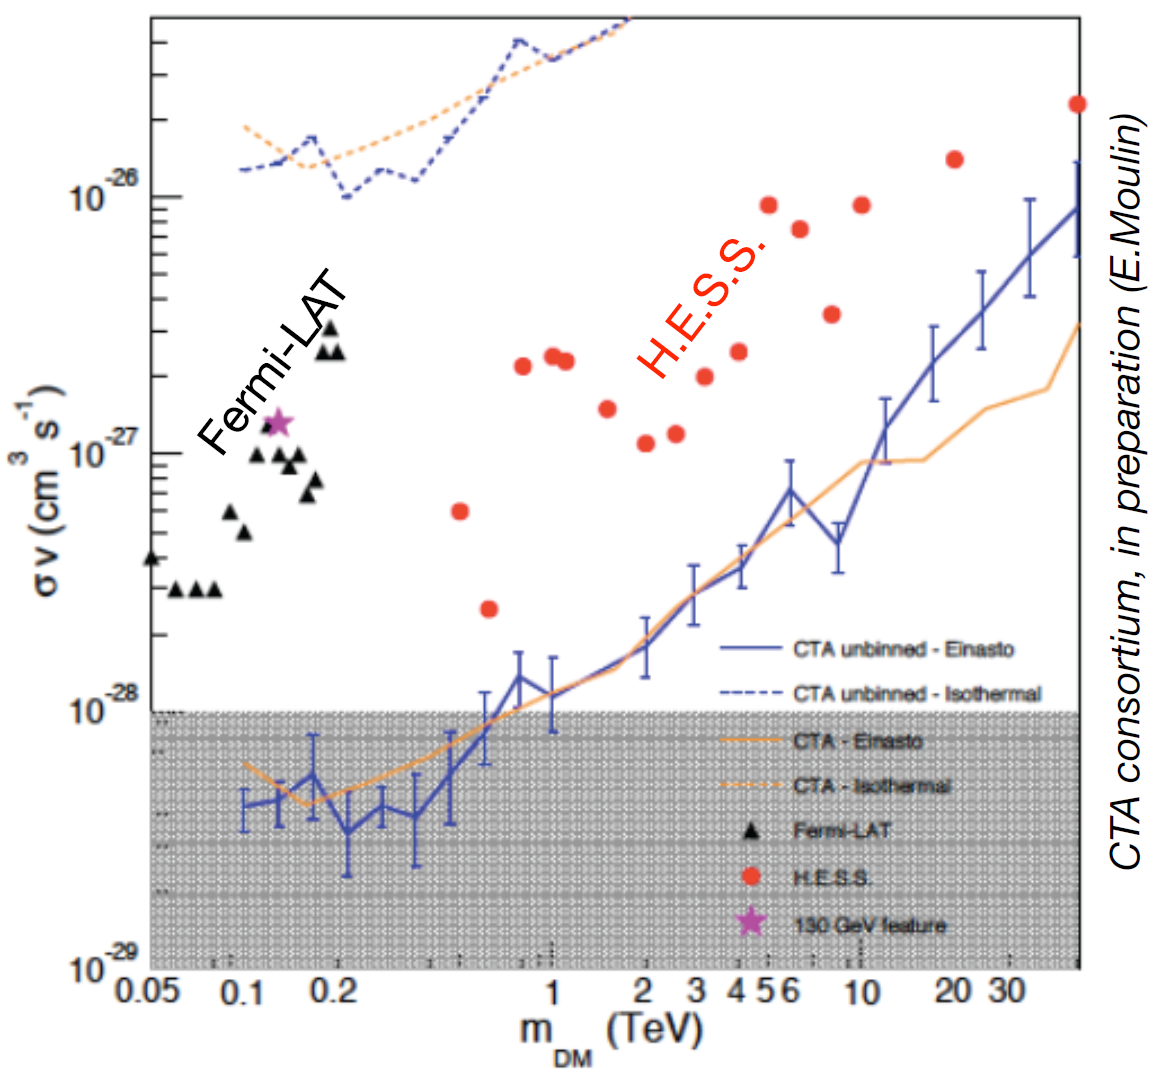 10-26
10-27
10-28
10-29
σ v (cm3 s-1)
Fermi-LAT
H.E.S.S.
CTA unbinned - Einasto
CTA unbinned - Isothermal
CTA - Einasto
CTA - Isothermal
Fermi-LAT
H.E.S.S.
130 GeV feature
0.05 0.1 0.2 1 2 3 4 5 6 10 20 30
mDM (TeV)
CTA consortium, in preparation (E.Moulin)